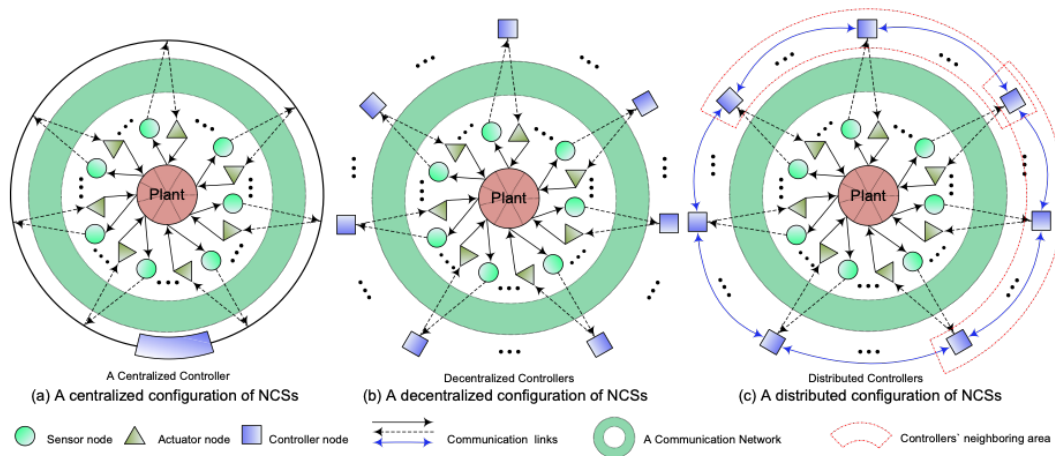 Plant
Plant
Plant
A Centralized Controller
Decentralized Controllers
Distributed Controllers
(a) A centralized configuration of NCSs
(b) A decentralized configuration of NCSs
(c) A distributed configuration of NCSs
Sensor node
Actuator node
Controller node
Communication links
A Communication Network
Controllers' neighboring area